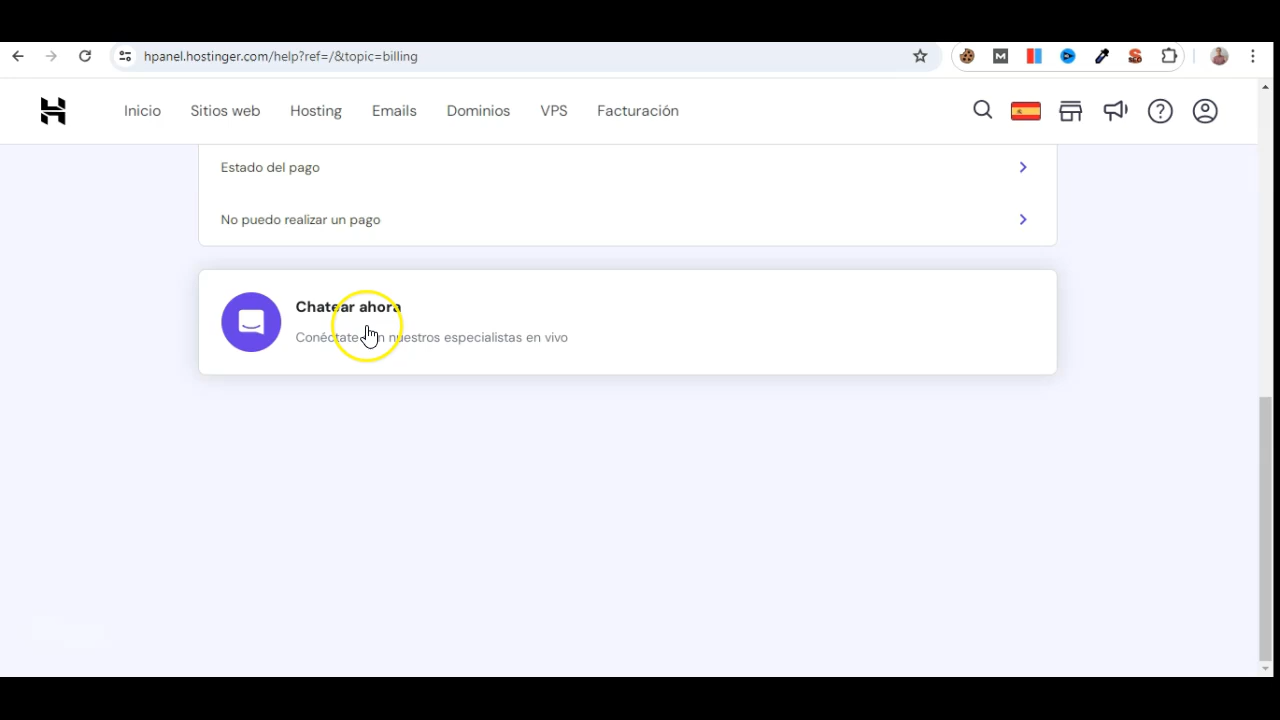 hpanel.hostinger.com/help?ref=/&topic=billing
Inicio Sitios web Hosting Emails Dominios VPS Facturación
Estado del pago
No puedo realizar un pago
Chatear ahora
Conéctate con nuestros especialistas en vivo